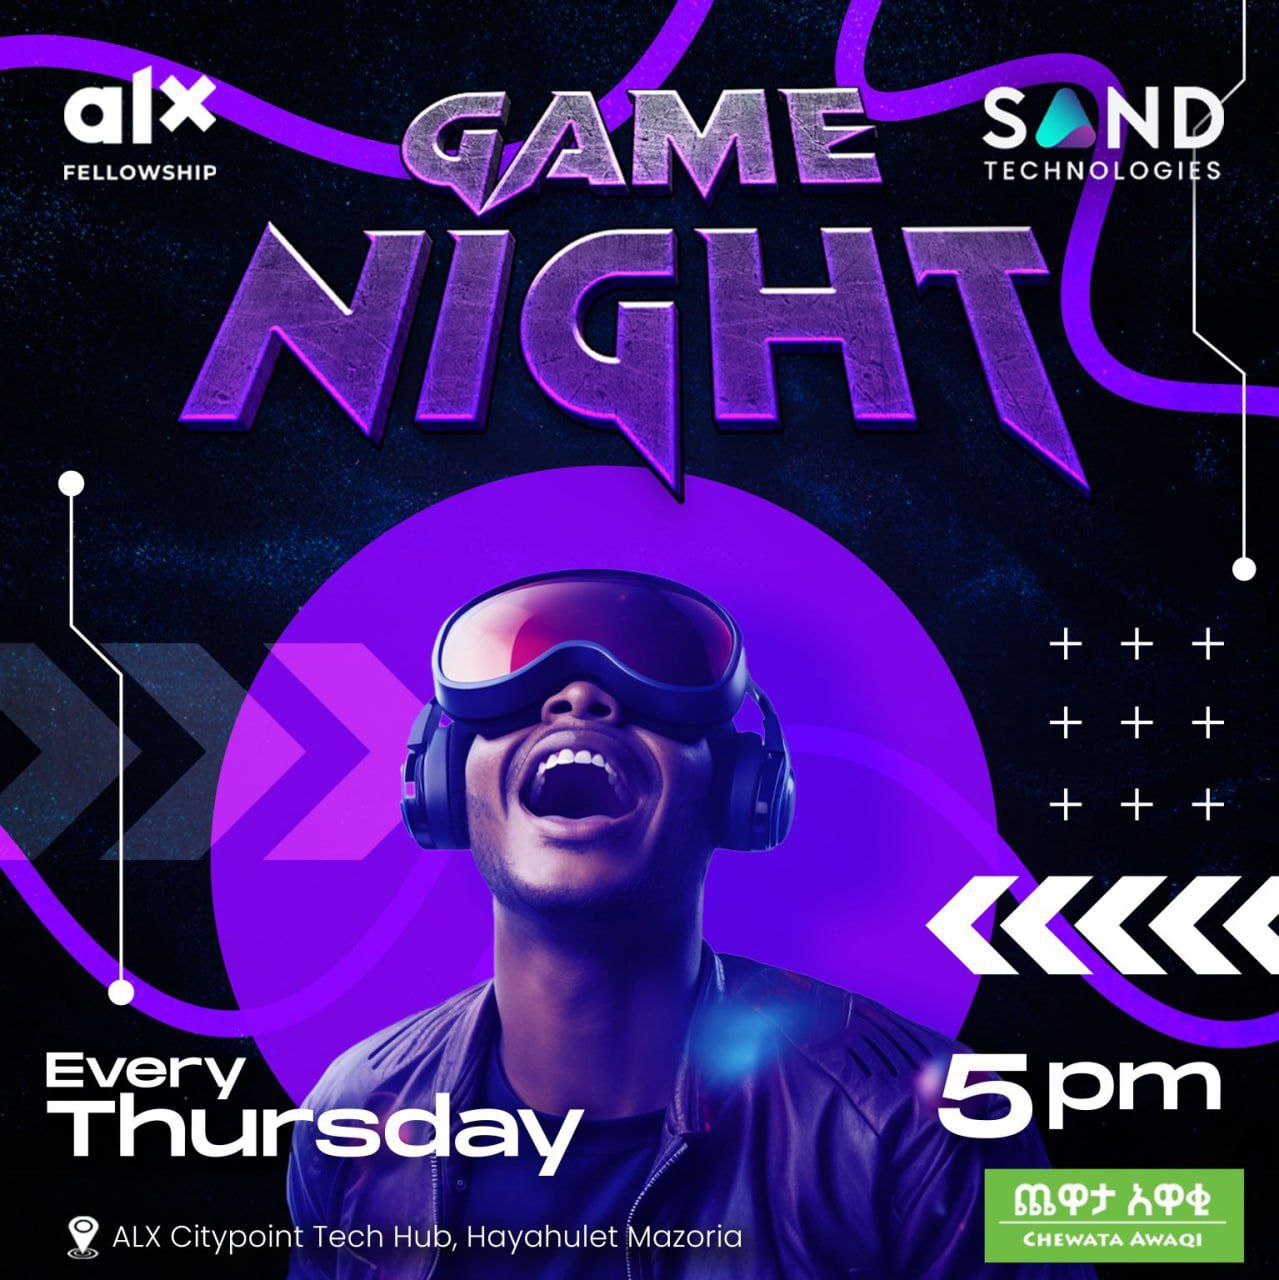 alx
FELLOWSHIP
SAND
TECHNOLOGIES
GAME
NIGHT
Every
Thursday
5pm
ALX Citypoint Tech Hub, Hayahulet Mazoria
ጨዋታ አዋቂ
CHEWATA AWAQI